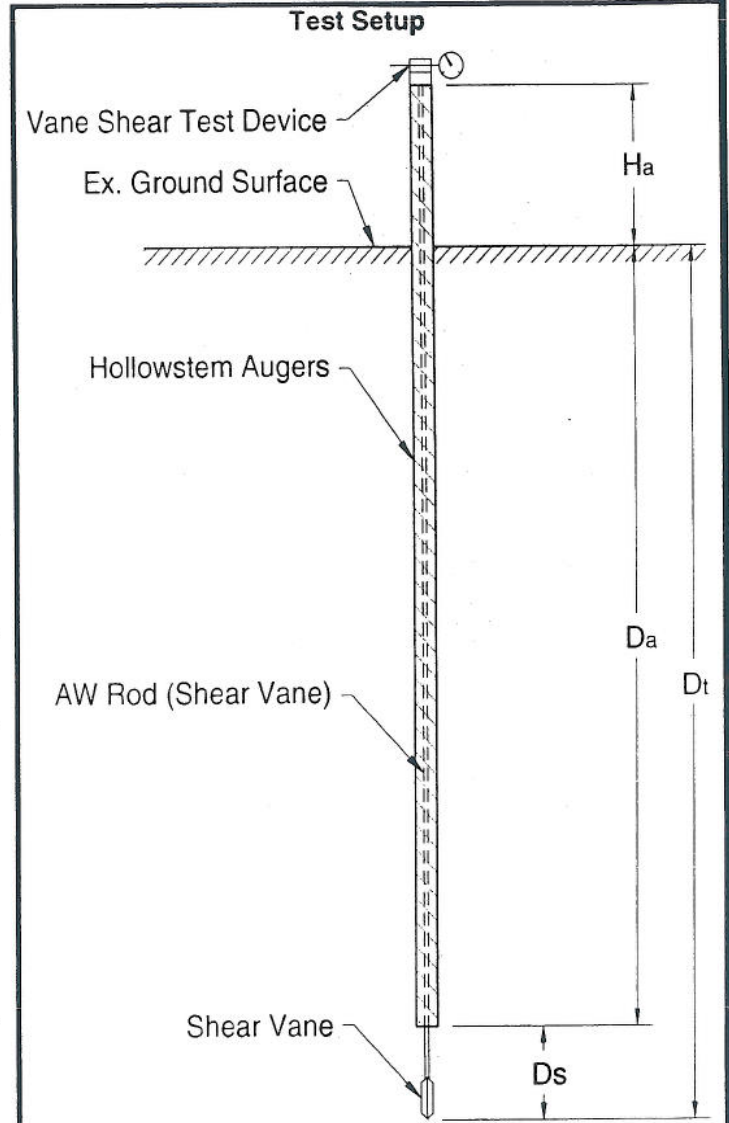 Test Setup
Vane Shear Test Device
Ha
Ex. Ground Surface
Hollowstem Augers
Da
Dt
AW Rod (Shear Vane)
Shear Vane
Ds